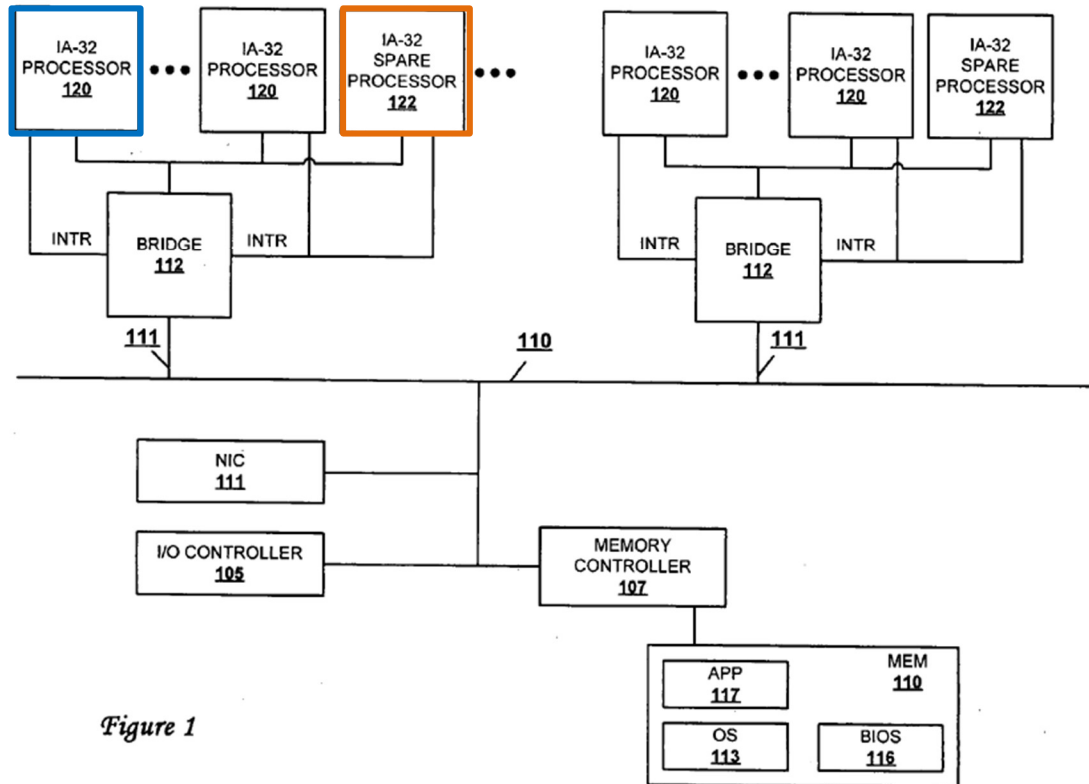 IA-32
PROCESSOR
120
IA-32
PROCESSOR
120
IA-32
SPARE
PROCESSOR
122
IA-32
PROCESSOR
120
IA-32
PROCESSOR
120
IA-32
SPARE
PROCESSOR
122
INTR
BRIDGE
112
INTR
INTR
BRIDGE
112
INTR
111
110
111
NIC
111
I/O CONTROLLER
105
MEMORY
CONTROLLER
107
MEM
110
APP
117
OS
113
BIOS
116
Figure 1